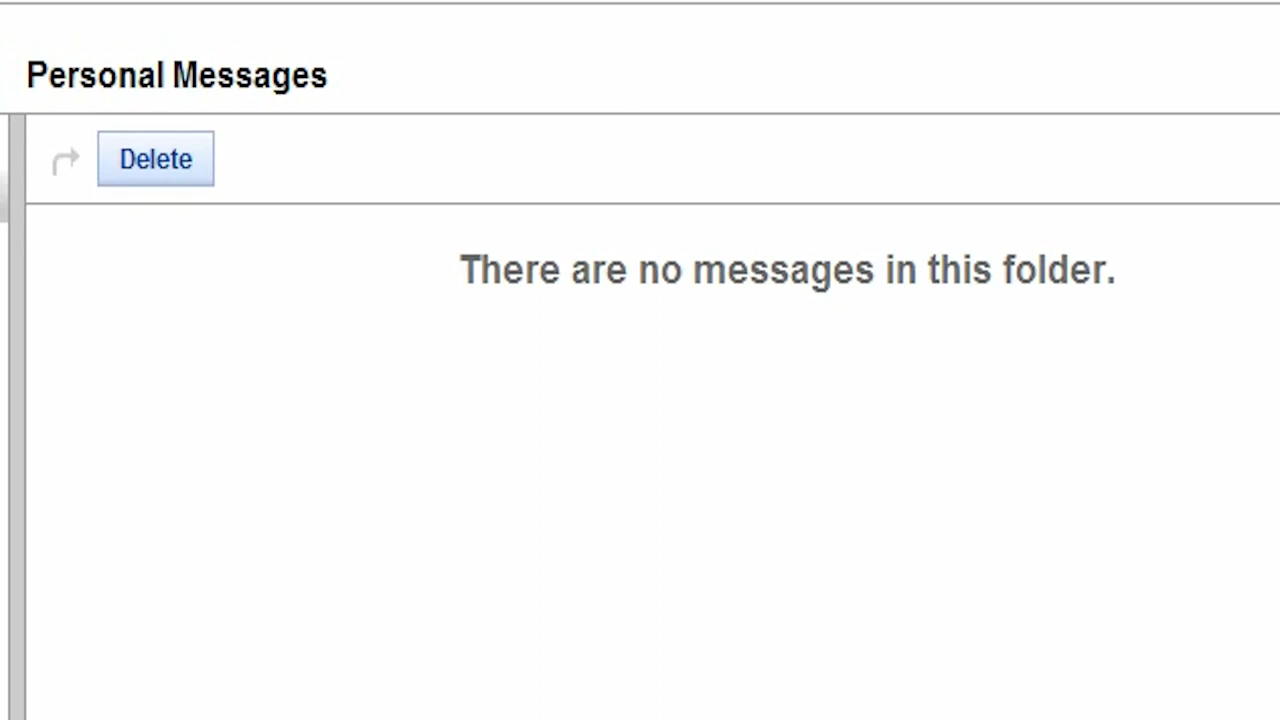 Personal Messages
Delete
There are no messages in this folder.